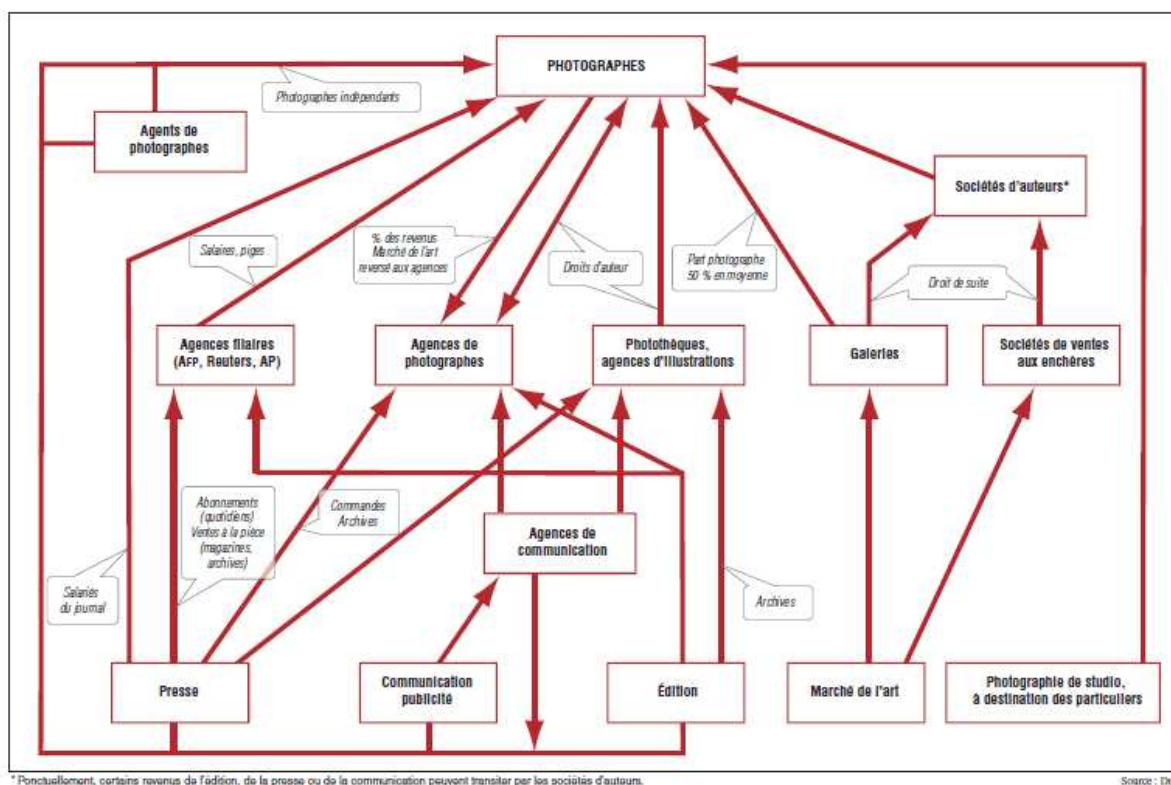 PHOTOGRAPHES
Photographes indépendants
Agents de
photographes
Sociétés d'auteurs*
Salaires, piges
% des revenus
Marché de l'art
reversé aux agences
Droits d'auteur
Part photographe
50 % en moyenne
Droit de suite
Agences filaires
(AFP, Reuters, AP)
Agences de
photographes
Photothèques,
agences d'illustrations
Galeries
Sociétés de ventes
aux enchères
Abonnements
(quotidiens)
Ventes à la pièce
(magazines,
archives)
Commandes
Archives
Agences de
communication
Salariés
du journal
Archives
Presse
Communication
publicité
Édition
Marché de l'art
Photographie de studio,
à destination des particuliers
* Ponctuellement, certains revenus de l'édition, de la presse ou de la communication peuvent transiter par les sociétés d'auteurs.
Source :